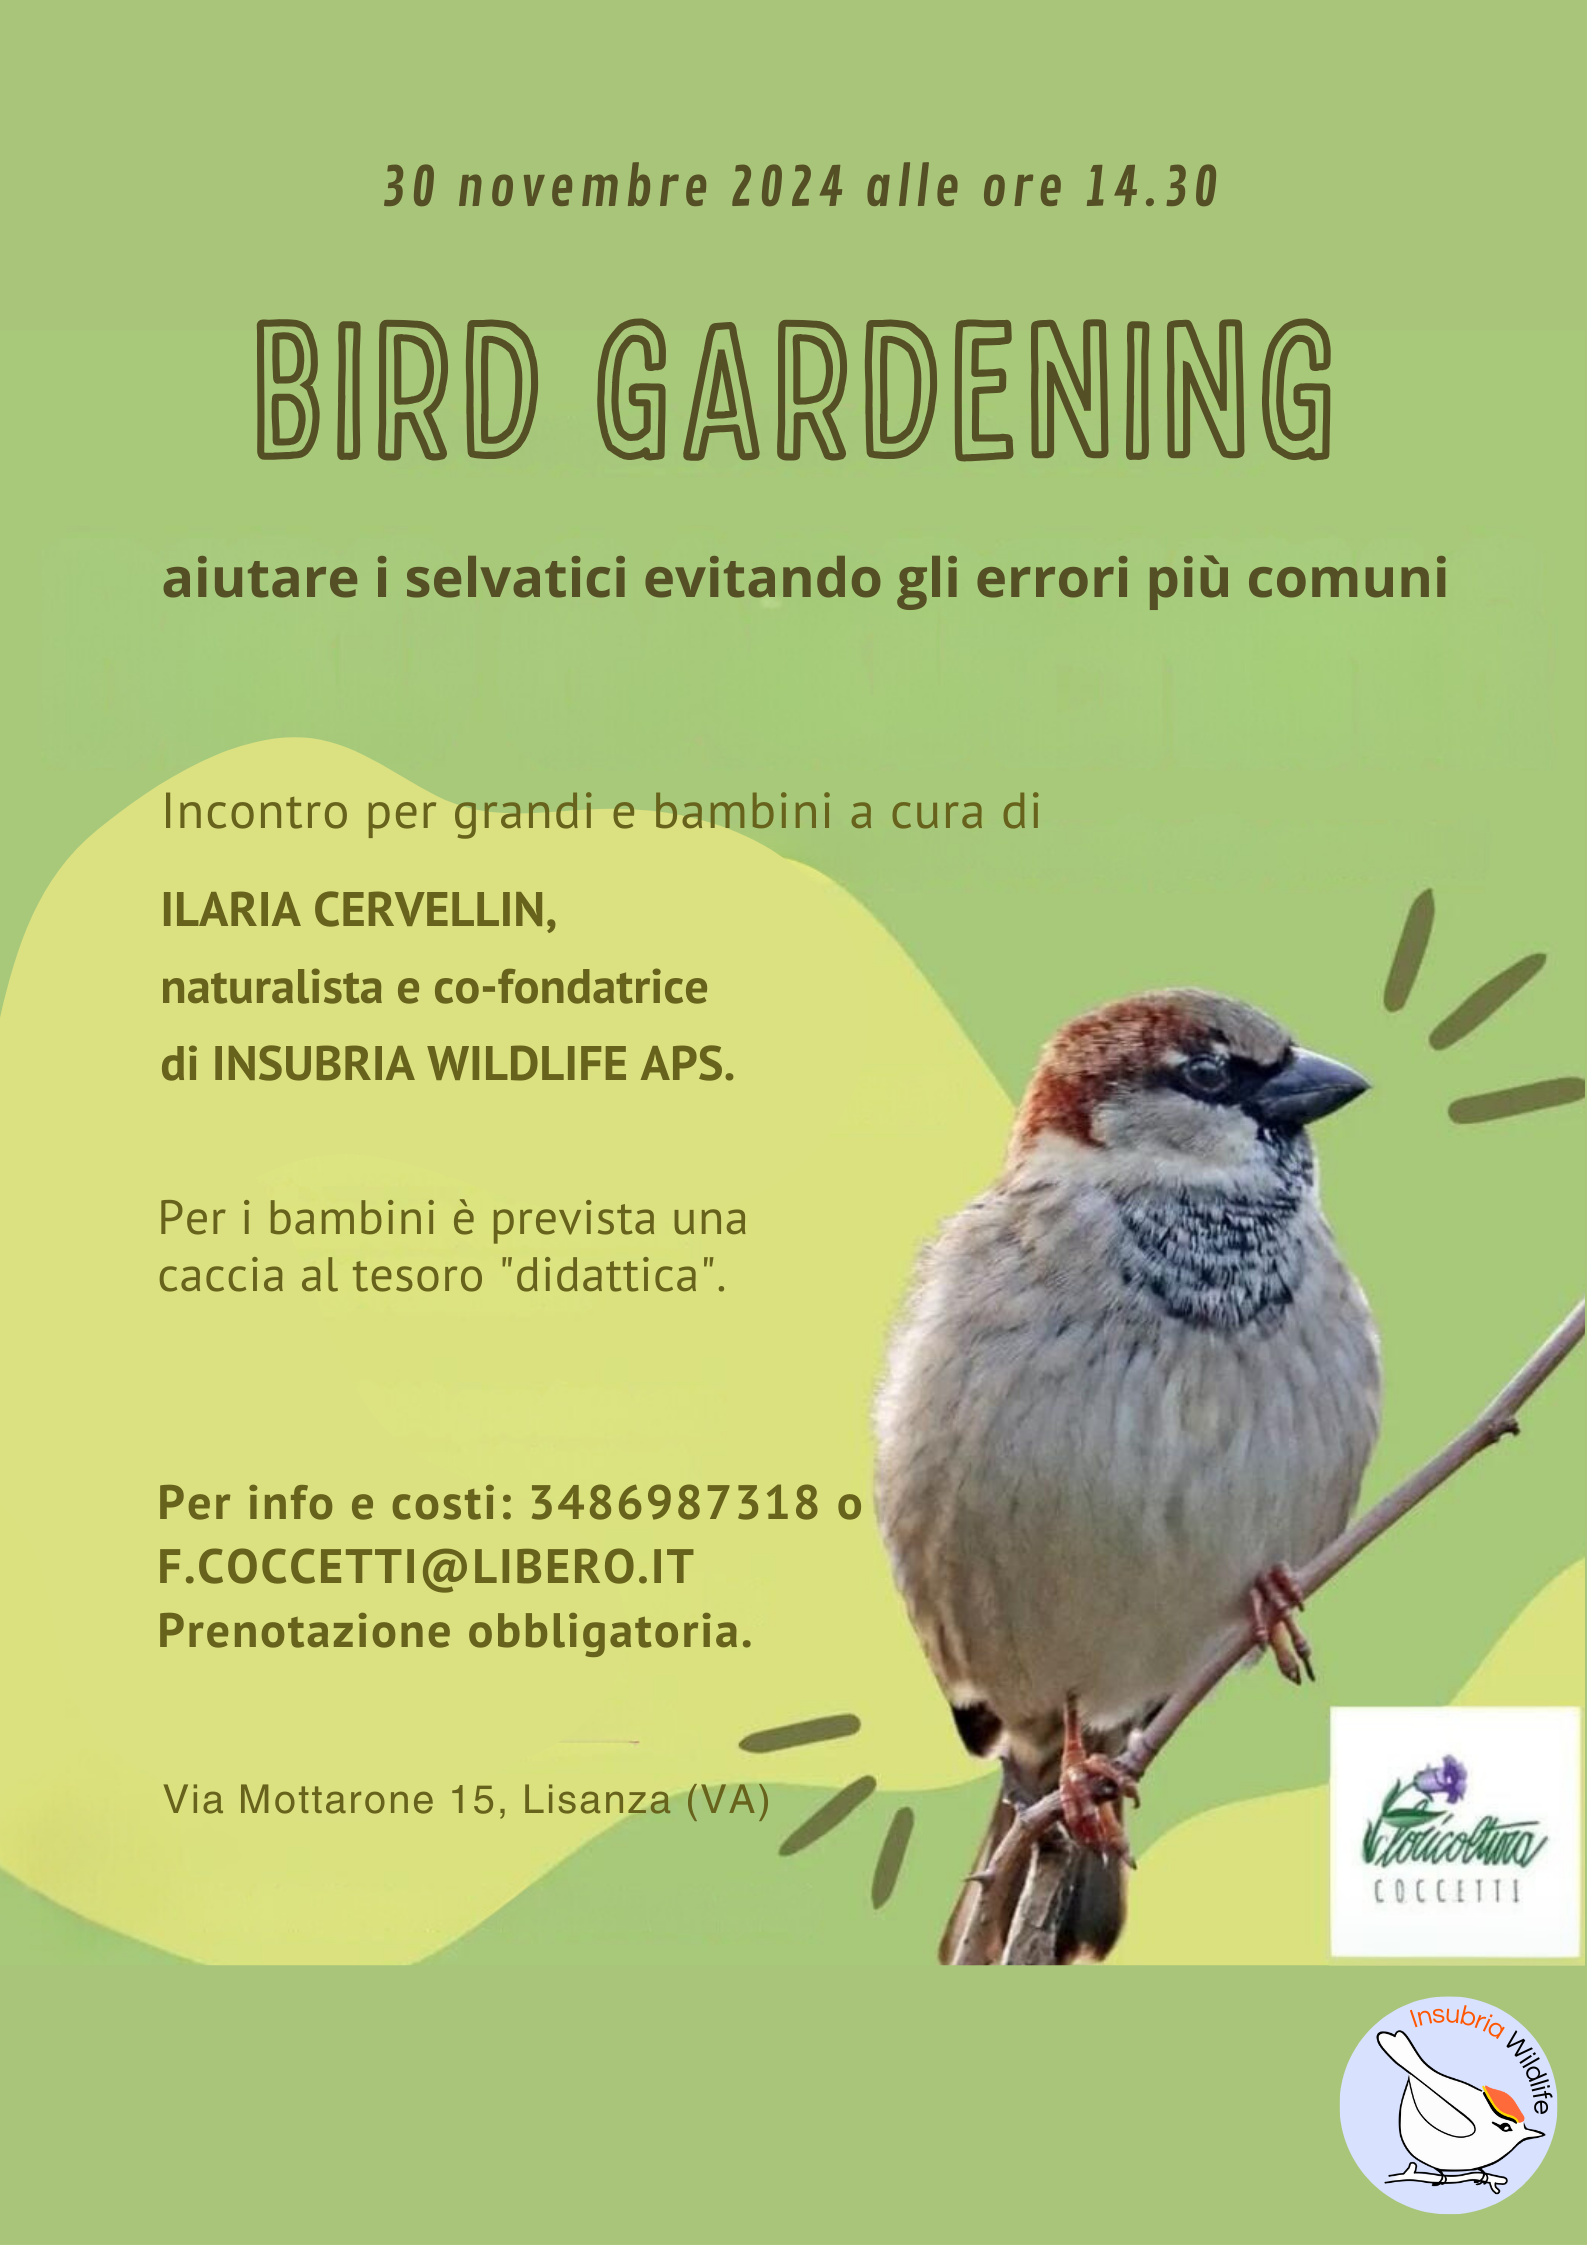 30 novembre 2024 alle ore 14.30
BIRD GARDENING
aiutare i selvatici evitando gli errori più comuni
Incontro per grandi e bambini a cura di
ILARIA CERVELLIN,
naturalista e co-fondatrice
di INSUBRIA WILDLIFE APS.
Per i bambini è prevista una
caccia al tesoro "didattica".
Per info e costi: 3486987318 o
F.COCCETTI@LIBERO.IT
Prenotazione obbligatoria.
Via Mottarone 15, Lisanza (VA)
Floricoltura
COCCETTI
Insubria Wildlife